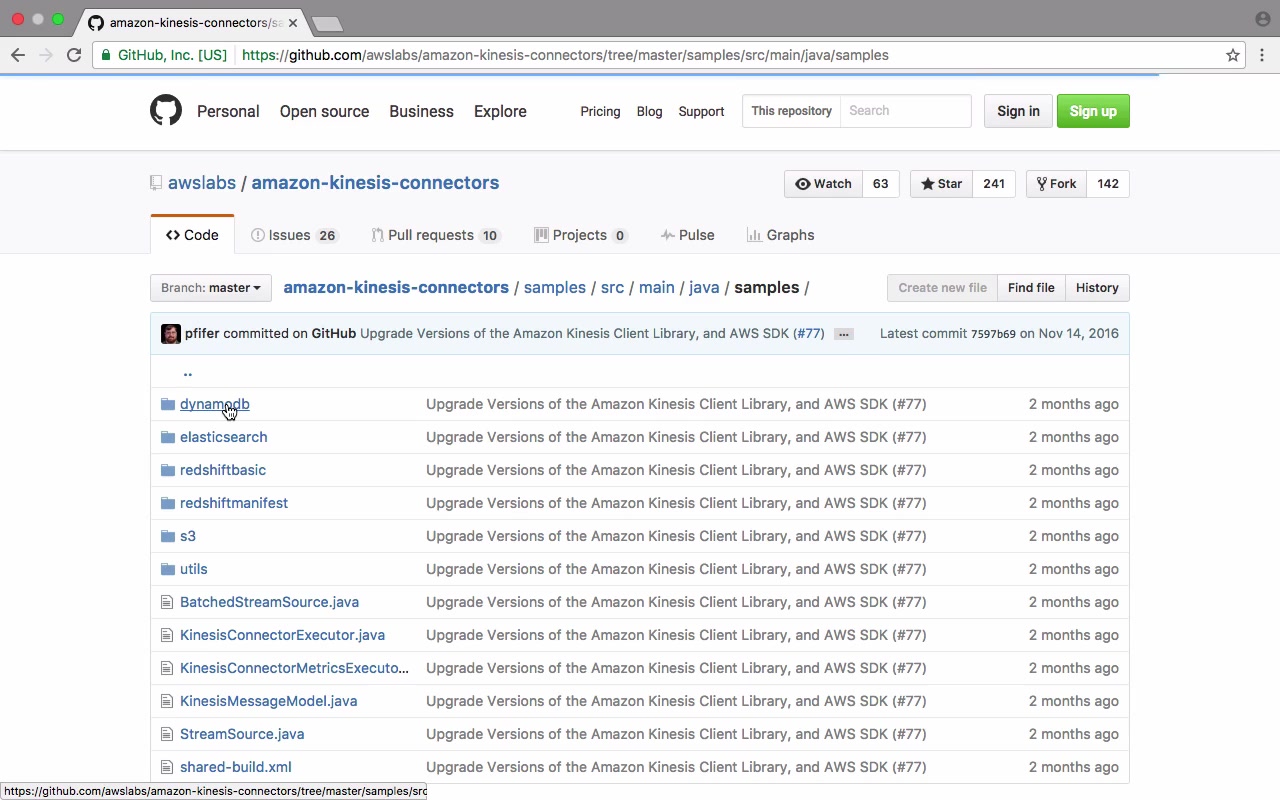 amazon-kinesis-connectors/sa
GitHub, Inc. [US] https://github.com/awslabs/amazon-kinesis-connectors/tree/master/samples/src/main/java/samples
Personal Open source Business Explore Pricing Blog Support This repository Search Sign in Sign up
awslabs / amazon-kinesis-connectors Watch 63 Star 241 Fork 142
<> Code Issues 26 Pull requests 10 Projects 0 Pulse Graphs
Branch: master amazon-kinesis-connectors / samples / src / main / java / samples / Create new file Find file History
pfifer committed on GitHub Upgrade Versions of the Amazon Kinesis Client Library, and AWS SDK (#77) ... Latest commit 7597b69 on Nov 14, 2016
..
dynamodb Upgrade Versions of the Amazon Kinesis Client Library, and AWS SDK (#77) 2 months ago
elasticsearch Upgrade Versions of the Amazon Kinesis Client Library, and AWS SDK (#77) 2 months ago
redshiftbasic Upgrade Versions of the Amazon Kinesis Client Library, and AWS SDK (#77) 2 months ago
redshiftmanifest Upgrade Versions of the Amazon Kinesis Client Library, and AWS SDK (#77) 2 months ago
s3 Upgrade Versions of the Amazon Kinesis Client Library, and AWS SDK (#77) 2 months ago
utils Upgrade Versions of the Amazon Kinesis Client Library, and AWS SDK (#77) 2 months ago
BatchedStreamSource.java Upgrade Versions of the Amazon Kinesis Client Library, and AWS SDK (#77) 2 months ago
KinesisConnectorExecutor.java Upgrade Versions of the Amazon Kinesis Client Library, and AWS SDK (#77) 2 months ago
KinesisConnectorMetricsExecuto... Upgrade Versions of the Amazon Kinesis Client Library, and AWS SDK (#77) 2 months ago
KinesisMessageModel.java Upgrade Versions of the Amazon Kinesis Client Library, and AWS SDK (#77) 2 months ago
StreamSource.java Upgrade Versions of the Amazon Kinesis Client Library, and AWS SDK (#77) 2 months ago
shared-build.xml Upgrade Versions of the Amazon Kinesis Client Library, and AWS SDK (#77) 2 months ago
https://github.com/awslabs/amazon-kinesis-connectors/tree/master/samples/src